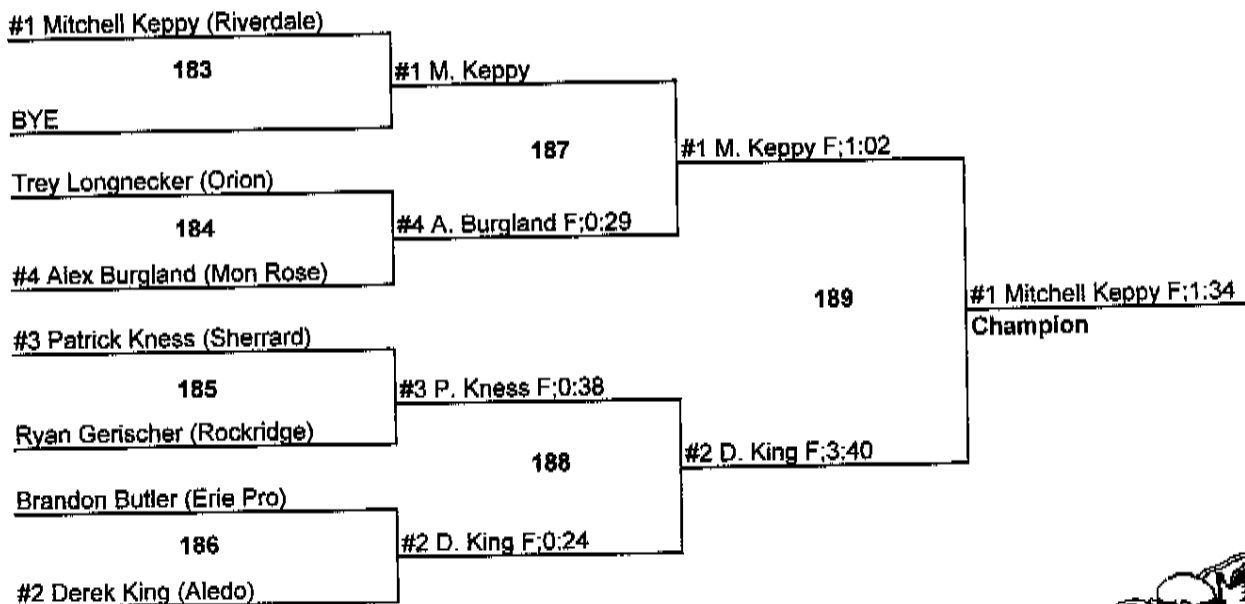 #1 Mitchell Keppy (Riverdale)
183
BYE
#1 M. Keppy
Trey Longnecker (Orion)
184
#4 Alex Burgland (Mon Rose)
#4 A. Burgland F;0:29
187
#1 M. Keppy F;1:02
#3 Patrick Kness (Sherrard)
185
Ryan Gerischer (Rockridge)
#3 P. Kness F;0:38
Brandon Butler (Erie Pro)
186
#2 Derek King (Aledo)
#2 D. King F;0:24
188
#2 D. King F;3:40
189
#1 Mitchell Keppy F;1:34
Champion